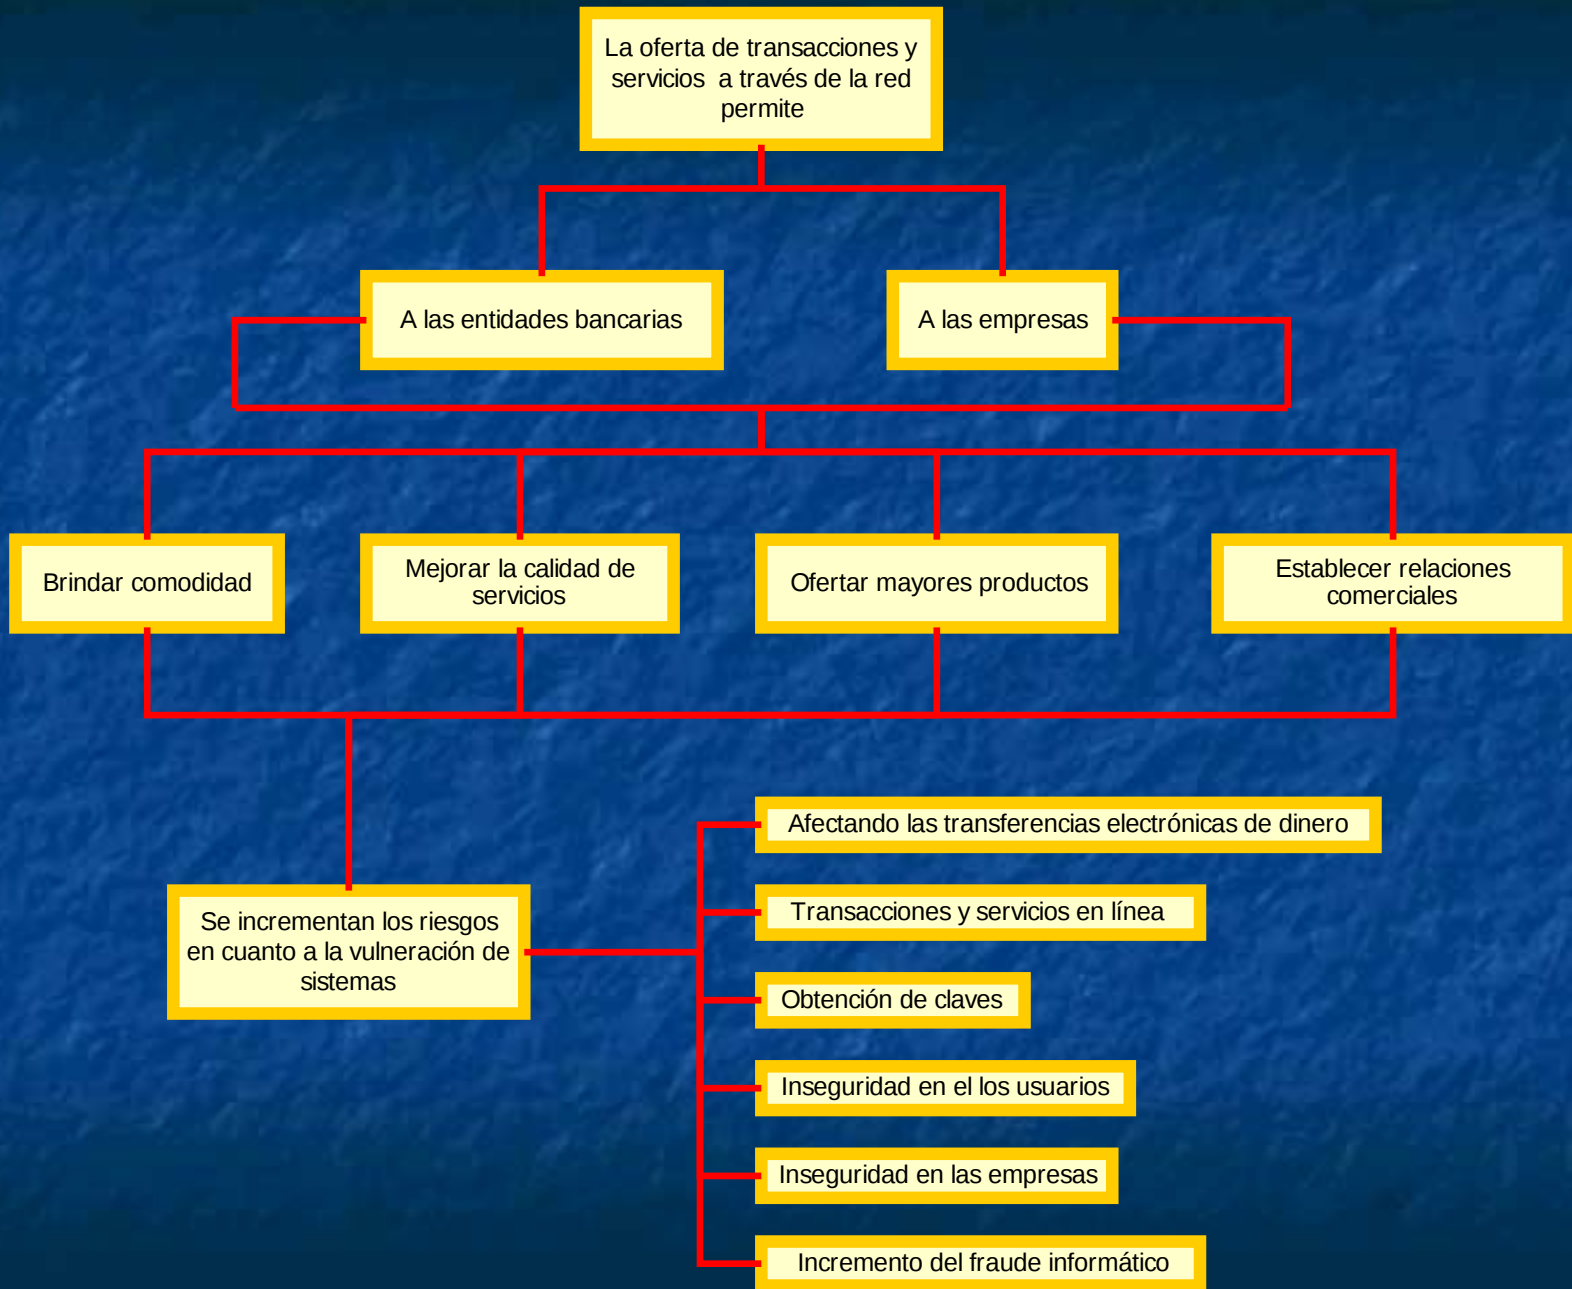 La oferta de transacciones y
servicios a través de la red
permite
A las entidades bancarias
A las empresas
Brindar comodidad
Mejorar la calidad de
servicios
Ofertar mayores productos
Establecer relaciones
comerciales
Se incrementan los riesgos
en cuanto a la vulneración de
sistemas
Afectando las transferencias electrónicas de dinero
Transacciones y servicios en línea
Obtención de claves
Inseguridad en el los usuarios
Inseguridad en las empresas
Incremento del fraude informático